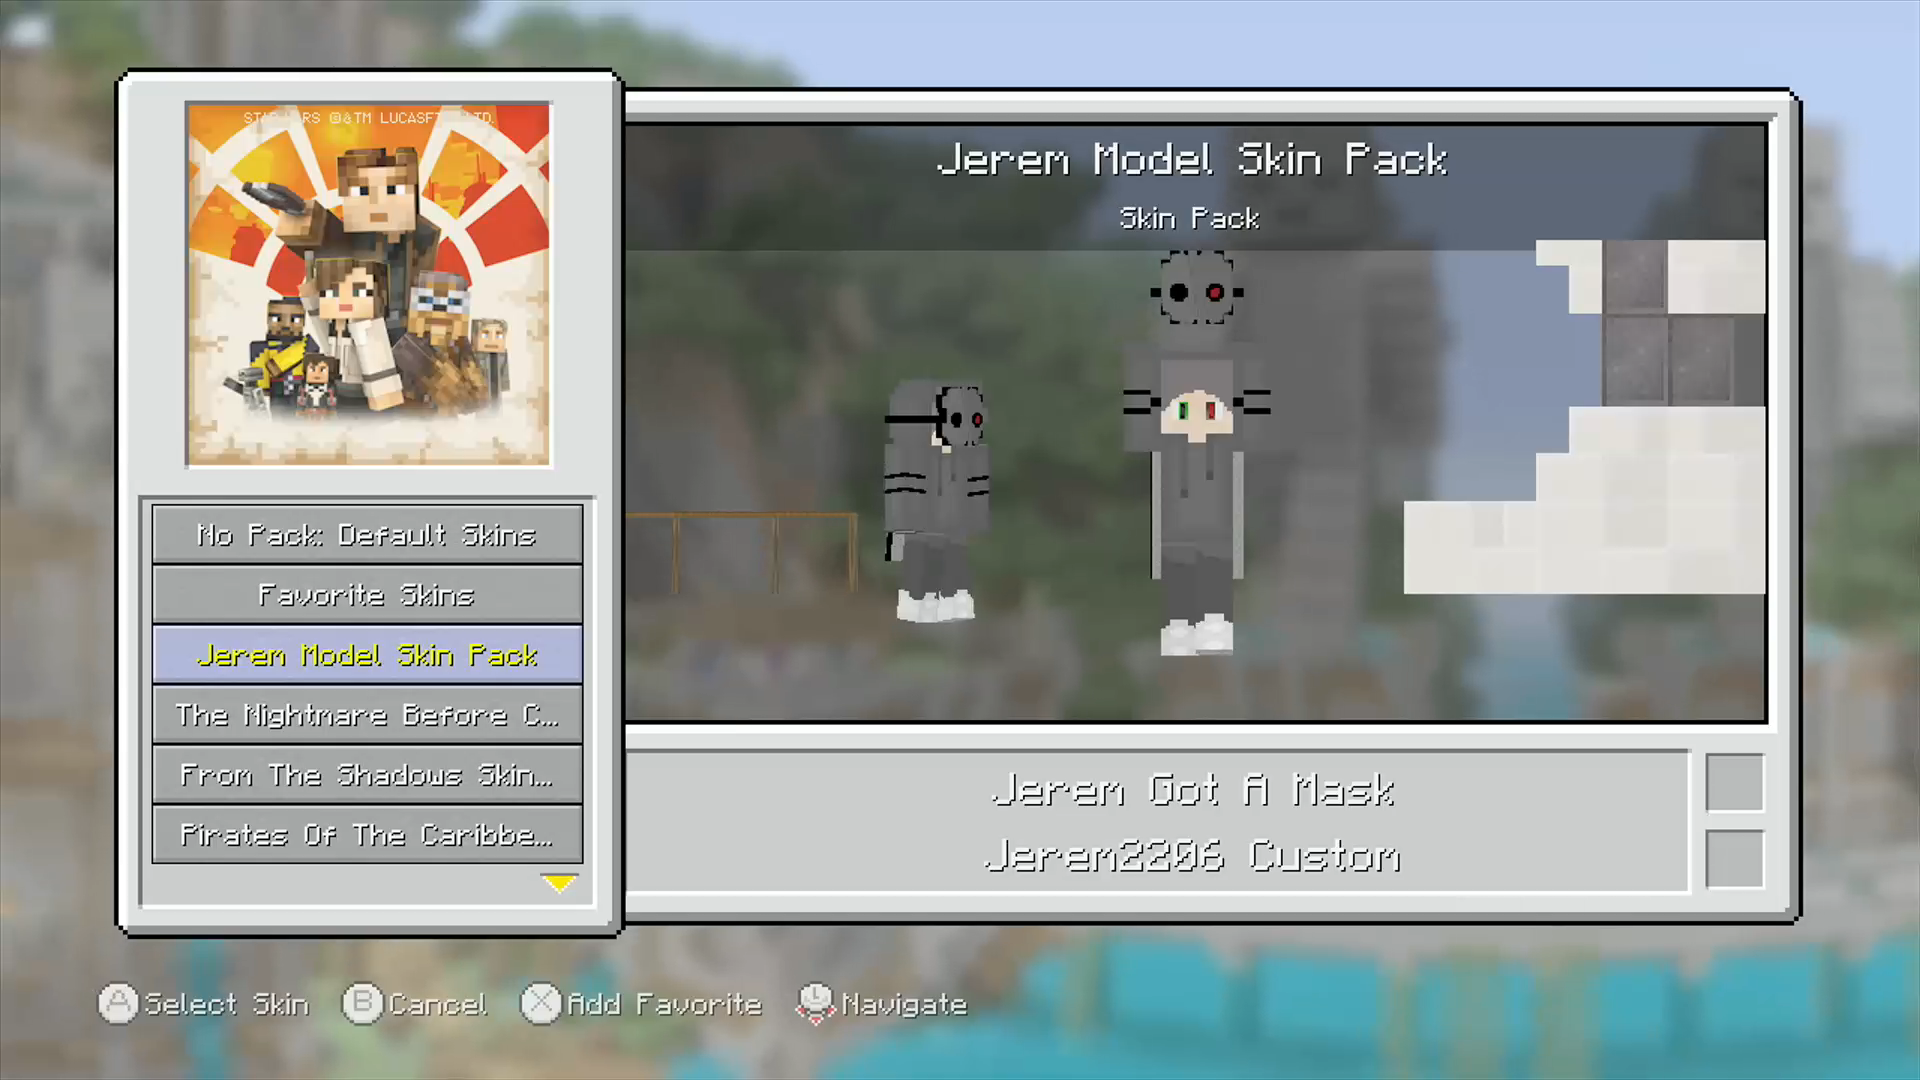 Jerem Model Skin Pack
Skin Pack
No Pack: Default Skins
Favorite Skins
Jerem Model Skin Pack
The Nightmare Before C...
From The Shadows Skin...
Pirates Of The Caribbe...
Jerem Got A Mask
Jerem2206 Custom
A Select Skin
B Cancel
X Add Favorite
L Navigate